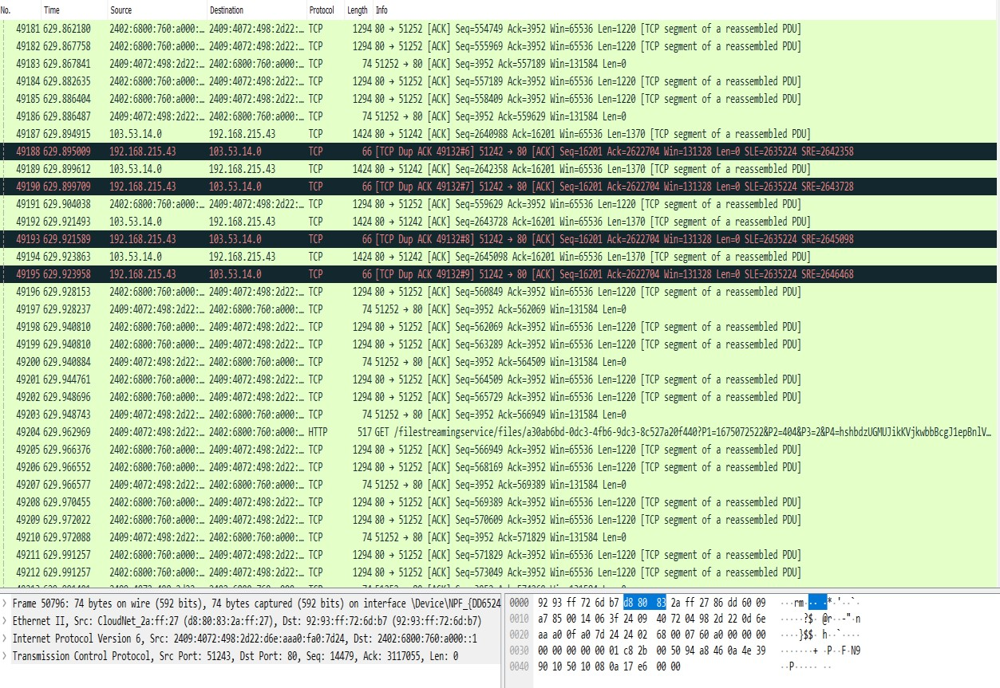 No. Time Source Destination Protocol Length Info
49181 629.862180 2402:6800:760:a000:… 2409:4072:498:2d22:… TCP 1294 80 → 51252 [ACK] Seq=554749 Ack=3952 Win=65536 Len=1220 [TCP segment of a reassembled PDU]
49182 629.867758 2402:6800:760:a000:… 2409:4072:498:2d22:… TCP 1294 80 → 51252 [ACK] Seq=555969 Ack=3952 Win=65536 Len=1220 [TCP segment of a reassembled PDU]
49183 629.867841 2409:4072:498:2d22:… 2402:6800:760:a000:… TCP 74 51252 → 80 [ACK] Seq=3952 Ack=557189 Win=131584 Len=0
49184 629.882635 2402:6800:760:a000:… 2409:4072:498:2d22:… TCP 1294 80 → 51252 [ACK] Seq=557189 Ack=3952 Win=65536 Len=1220 [TCP segment of a reassembled PDU]
49185 629.886404 2402:6800:760:a000:… 2409:4072:498:2d22:… TCP 1294 80 → 51252 [ACK] Seq=558409 Ack=3952 Win=65536 Len=1220 [TCP segment of a reassembled PDU]
49186 629.886487 2409:4072:498:2d22:… 2402:6800:760:a000:… TCP 74 51252 → 80 [ACK] Seq=3952 Ack=559629 Win=131584 Len=0
49187 629.894915 103.53.14.0 192.168.215.43 TCP 1424 80 → 51242 [ACK] Seq=2640988 Ack=16201 Win=65536 Len=1370 [TCP segment of a reassembled PDU]
49188 629.895009 192.168.215.43 103.53.14.0 TCP 66 [TCP Dup ACK 49132#6] 51242 → 80 [ACK] Seq=16201 Ack=2622704 Win=131328 Len=0 SLE=2635224 SRE=2642358
49189 629.899612 103.53.14.0 192.168.215.43 TCP 1424 80 → 51242 [ACK] Seq=2642358 Ack=16201 Win=65536 Len=1370 [TCP segment of a reassembled PDU]
49190 629.899709 192.168.215.43 103.53.14.0 TCP 66 [TCP Dup ACK 49132#7] 51242 → 80 [ACK] Seq=16201 Ack=2622704 Win=131328 Len=0 SLE=2635224 SRE=2643728
49191 629.904038 2402:6800:760:a000:… 2409:4072:498:2d22:… TCP 1294 80 → 51252 [ACK] Seq=559629 Ack=3952 Win=65536 Len=1220 [TCP segment of a reassembled PDU]
49192 629.921493 103.53.14.0 192.168.215.43 TCP 1424 80 → 51242 [ACK] Seq=2643728 Ack=16201 Win=65536 Len=1370 [TCP segment of a reassembled PDU]
49193 629.921589 192.168.215.43 103.53.14.0 TCP 66 [TCP Dup ACK 49132#8] 51242 → 80 [ACK] Seq=16201 Ack=2622704 Win=131328 Len=0 SLE=2635224 SRE=2645098
49194 629.923863 103.53.14.0 192.168.215.43 TCP 1424 80 → 51242 [ACK] Seq=2645098 Ack=16201 Win=65536 Len=1370 [TCP segment of a reassembled PDU]
49195 629.923958 192.168.215.43 103.53.14.0 TCP 66 [TCP Dup ACK 49132#9] 51242 → 80 [ACK] Seq=16201 Ack=2622704 Win=131328 Len=0 SLE=2635224 SRE=2646468
49196 629.928153 2402:6800:760:a000:… 2409:4072:498:2d22:… TCP 1294 80 → 51252 [ACK] Seq=560849 Ack=3952 Win=65536 Len=1220 [TCP segment of a reassembled PDU]
49197 629.928237 2409:4072:498:2d22:… 2402:6800:760:a000:… TCP 74 51252 → 80 [ACK] Seq=3952 Ack=562069 Win=131584 Len=0
49198 629.940810 2402:6800:760:a000:… 2409:4072:498:2d22:… TCP 1294 80 → 51252 [ACK] Seq=562069 Ack=3952 Win=65536 Len=1220 [TCP segment of a reassembled PDU]
49199 629.940810 2402:6800:760:a000:… 2409:4072:498:2d22:… TCP 1294 80 → 51252 [ACK] Seq=563289 Ack=3952 Win=65536 Len=1220 [TCP segment of a reassembled PDU]
49200 629.940884 2409:4072:498:2d22:… 2402:6800:760:a000:… TCP 74 51252 → 80 [ACK] Seq=3952 Ack=564509 Win=131584 Len=0
49201 629.944761 2402:6800:760:a000:… 2409:4072:498:2d22:… TCP 1294 80 → 51252 [ACK] Seq=564509 Ack=3952 Win=65536 Len=1220 [TCP segment of a reassembled PDU]
49202 629.948696 2402:6800:760:a000:… 2409:4072:498:2d22:… TCP 1294 80 → 51252 [ACK] Seq=565729 Ack=3952 Win=65536 Len=1220 [TCP segment of a reassembled PDU]
49203 629.948743 2409:4072:498:2d22:… 2402:6800:760:a000:… TCP 74 51252 → 80 [ACK] Seq=3952 Ack=566949 Win=131584 Len=0
49204 629.962969 2409:4072:498:2d22:… 2402:6800:760:a000:… HTTP 517 GET /filestreamingservice/files/a30ab6bd-0dc3-4fb6-9dc3-8c527a20f440?P1=1675072522&P2=404&P3=2&P4=hshbdzUGMUJikKVjkwbbBcgJ1epBnlV…
49205 629.966376 2402:6800:760:a000:… 2409:4072:498:2d22:… TCP 1294 80 → 51252 [ACK] Seq=566949 Ack=3952 Win=65536 Len=1220 [TCP segment of a reassembled PDU]
49206 629.966552 2402:6800:760:a000:… 2409:4072:498:2d22:… TCP 1294 80 → 51252 [ACK] Seq=568169 Ack=3952 Win=65536 Len=1220 [TCP segment of a reassembled PDU]
49207 629.966577 2409:4072:498:2d22:… 2402:6800:760:a000:… TCP 74 51252 → 80 [ACK] Seq=3952 Ack=569389 Win=131584 Len=0
49208 629.970455 2402:6800:760:a000:… 2409:4072:498:2d22:… TCP 1294 80 → 51252 [ACK] Seq=569389 Ack=3952 Win=65536 Len=1220 [TCP segment of a reassembled PDU]
49209 629.972022 2402:6800:760:a000:… 2409:4072:498:2d22:… TCP 1294 80 → 51252 [ACK] Seq=570609 Ack=3952 Win=65536 Len=1220 [TCP segment of a reassembled PDU]
49210 629.972088 2409:4072:498:2d22:… 2402:6800:760:a000:… TCP 74 51252 → 80 [ACK] Seq=3952 Ack=571829 Win=131584 Len=0
49211 629.991257 2402:6800:760:a000:… 2409:4072:498:2d22:… TCP 1294 80 → 51252 [ACK] Seq=571829 Ack=3952 Win=65536 Len=1220 [TCP segment of a reassembled PDU]
49212 629.991257 2402:6800:760:a000:… 2409:4072:498:2d22:… TCP 1294 80 → 51252 [ACK] Seq=573049 Ack=3952 Win=65536 Len=1220 [TCP segment of a reassembled PDU]
Frame 50796: 74 bytes on wire (592 bits), 74 bytes captured (592 bits) on interface \Device\NPF_{DD6524
Ethernet II, Src: CloudNet_2a:ff:27 (d8:80:83:2a:ff:27), Dst: 92:93:ff:72:6d:b7 (92:93:ff:72:6d:b7)
Internet Protocol Version 6, Src: 2409:4072:498:2d22:d6e:aaa0:fa0:7d24, Dst: 2402:6800:760:a000::1
Transmission Control Protocol, Src Port: 51243, Dst Port: 80, Seq: 14479, Ack: 3117055, Len: 0
0000 92 93 ff 72 6d b7 d8 80 83 2a ff 27 86 dd 60 09 ···rm··· ·*·'··`·
0010 a7 85 00 14 06 3f 24 09 40 72 04 98 2d 22 0d 6e ·····?$· @r··-"·n
0020 aa a0 0f a0 7d 24 24 02 68 00 07 60 a0 00 00 00 ····}$$· h··`····
0030 00 00 00 00 00 01 c8 2b 00 50 94 a8 46 0a 4e 39 ·······+ ·P··F·N9
0040 90 10 50 10 08 0a 17 e6 00 00 ··P····· ··